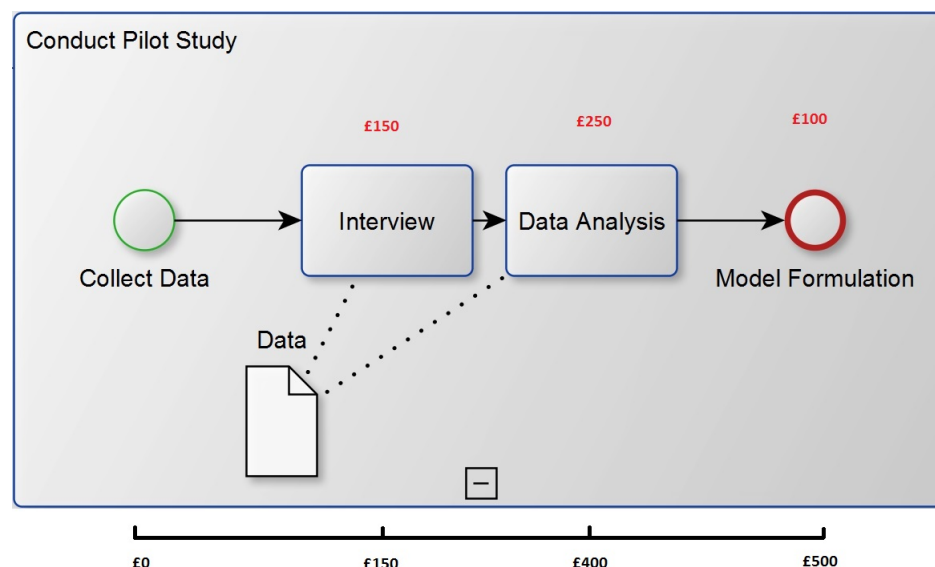 Conduct Pilot Study
£150
£250
£100
Interview
Data Analysis
Collect Data
Model Formulation
Data
£0
£150
£400
£500